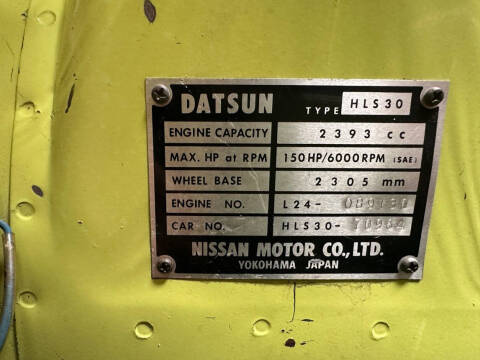 DATSUN TYPE HLS30
ENGINE CAPACITY 2393 cc
MAX. HP at RPM 150HP/6000RPM (SAE)
WHEEL BASE 2305 mm
ENGINE NO. L24-
CAR NO. HLS30-
NISSAN MOTOR CO., LTD.
YOKOHAMA JAPAN